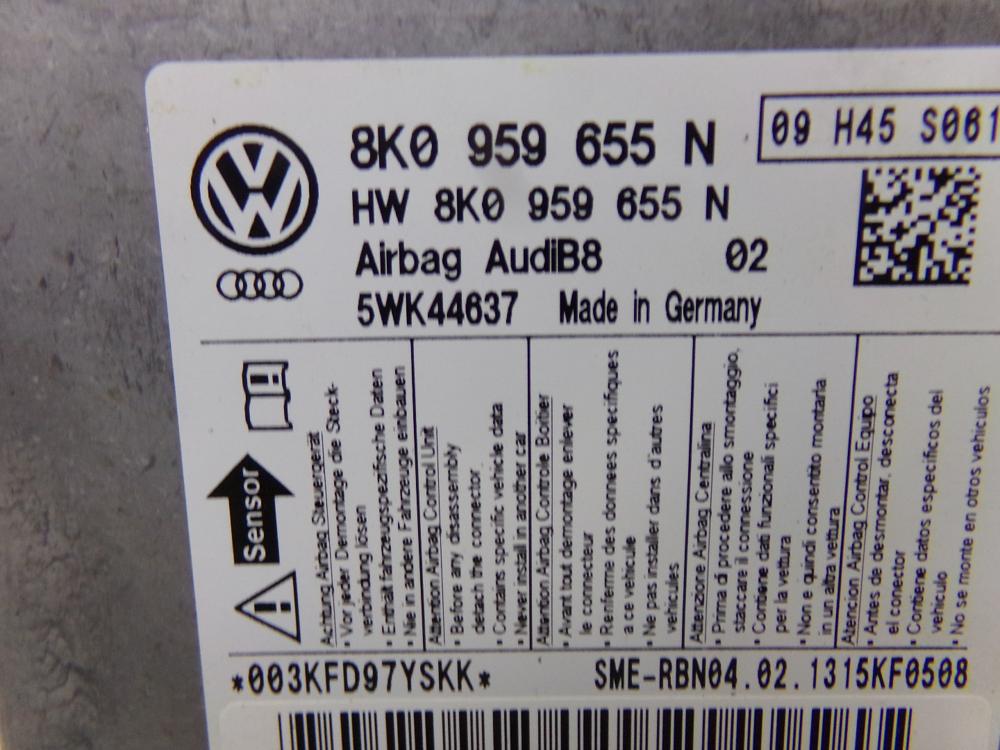 8K0 959 655 N
09 H45 S061
HW 8K0 959 655 N
Airbag AudiB8 02
5WK44637 Made in Germany
Sensor
Achtung Airbag Steuergerät
• Vor jeder Demontage die Steck-
verbindung lösen
• Enthält fahrzeugspezifische Daten
• Nie in andere Fahrzeuge einbauen
Attention Airbag Control Unit
• Before any disassembly
detach the connector
• Contains specific vehicle data
• Never install in another car
Attention Airbag Controle Boitier
• Avant tout demontage enlever
le connecteur
• Renferme des donnees specifiques
a ce vehicule
• Ne pas installer dans d'autres
vehicules
Attenzione Airbag Centralina
• Prima di procedere allo smontaggio,
staccare il connessione
• Contiene dati funzionali specifici
per la vettura
• Non e quindi consentito montarla
in un altra vettura
Atencion Airbag Control Equipo
• Antes de desmontar, desconecta
el conector
• Contiene datos especificos del
vehiculo
• No se monte en otros vehiculos
*003KFD97YSKK* SME-RBN04.02.1315KF0508